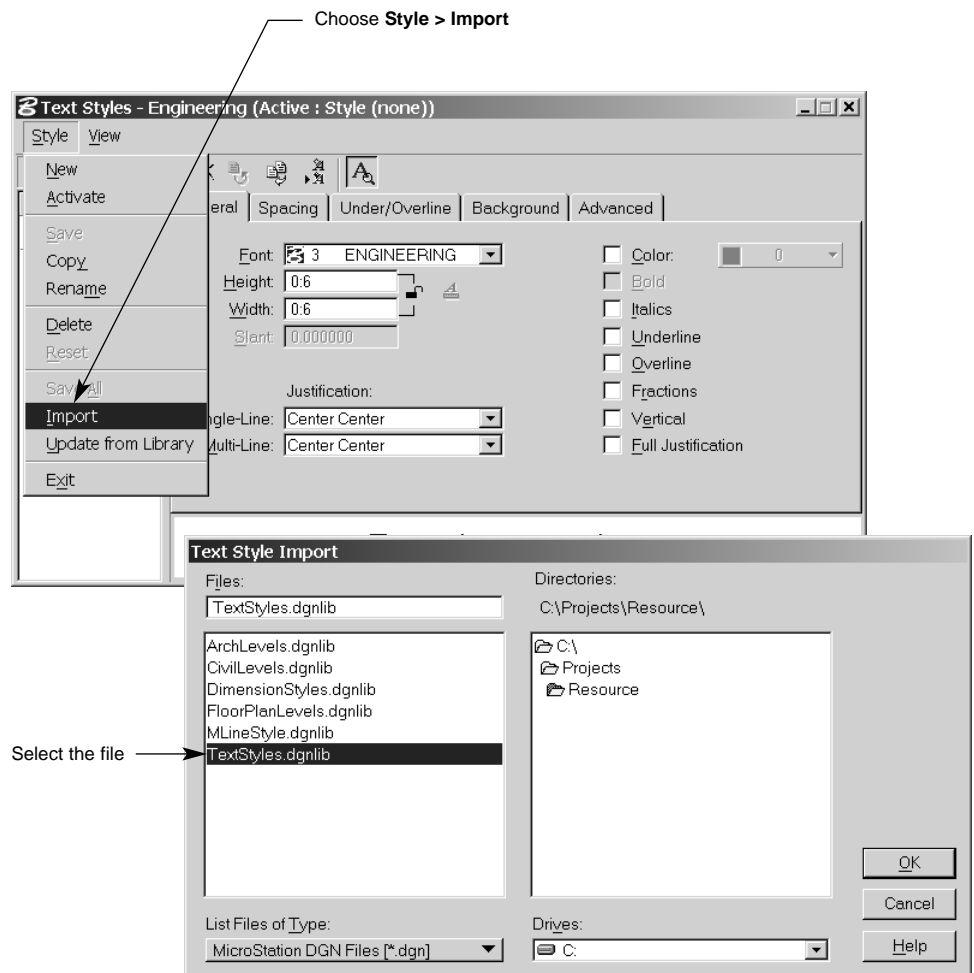 Choose Style > Import
Text Styles - Engineering (Active : Style (none))
Style View
New
Activate
Save
Copy
Rename
Delete
Reset
Save All
Import
Update from Library
Exit
eral Spacing Under/Overline Background Advanced
Font: 3 ENGINEERING
Height: 0:6
Width: 0:6
Slant: 0.000000
Justification:
ngle-Line: Center Center
Multi-Line: Center Center
Color: 0
Bold
Italics
Underline
Overline
Fractions
Vertical
Full Justification
Text Style Import
Files:
TextStyles.dgnlib
ArchLevels.dgnlib
CivilLevels.dgnlib
DimensionStyles.dgnlib
FloorPlanLevels.dgnlib
MLineStyle.dgnlib
TextStyles.dgnlib
Select the file
Directories:
C:\Projects\Resource\
C:\
Projects
Resource
List Files of Type:
MicroStation DGN Files [*.dgn]
Drives:
C:
OK
Cancel
Help